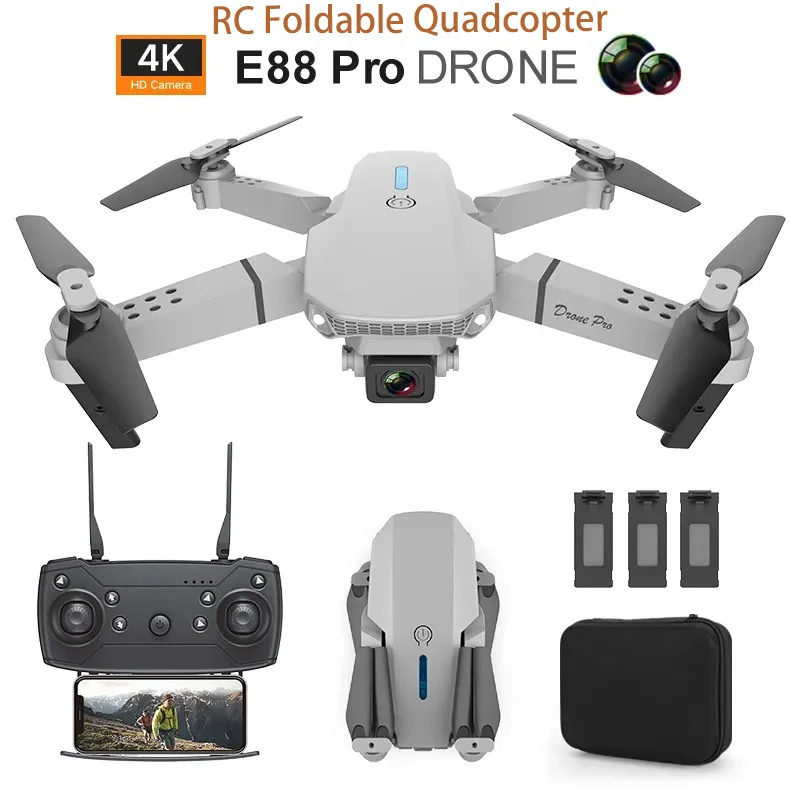 RC Foldable Quadcopter
4K
HD Camera
E88 Pro DRONE
Drone Pro